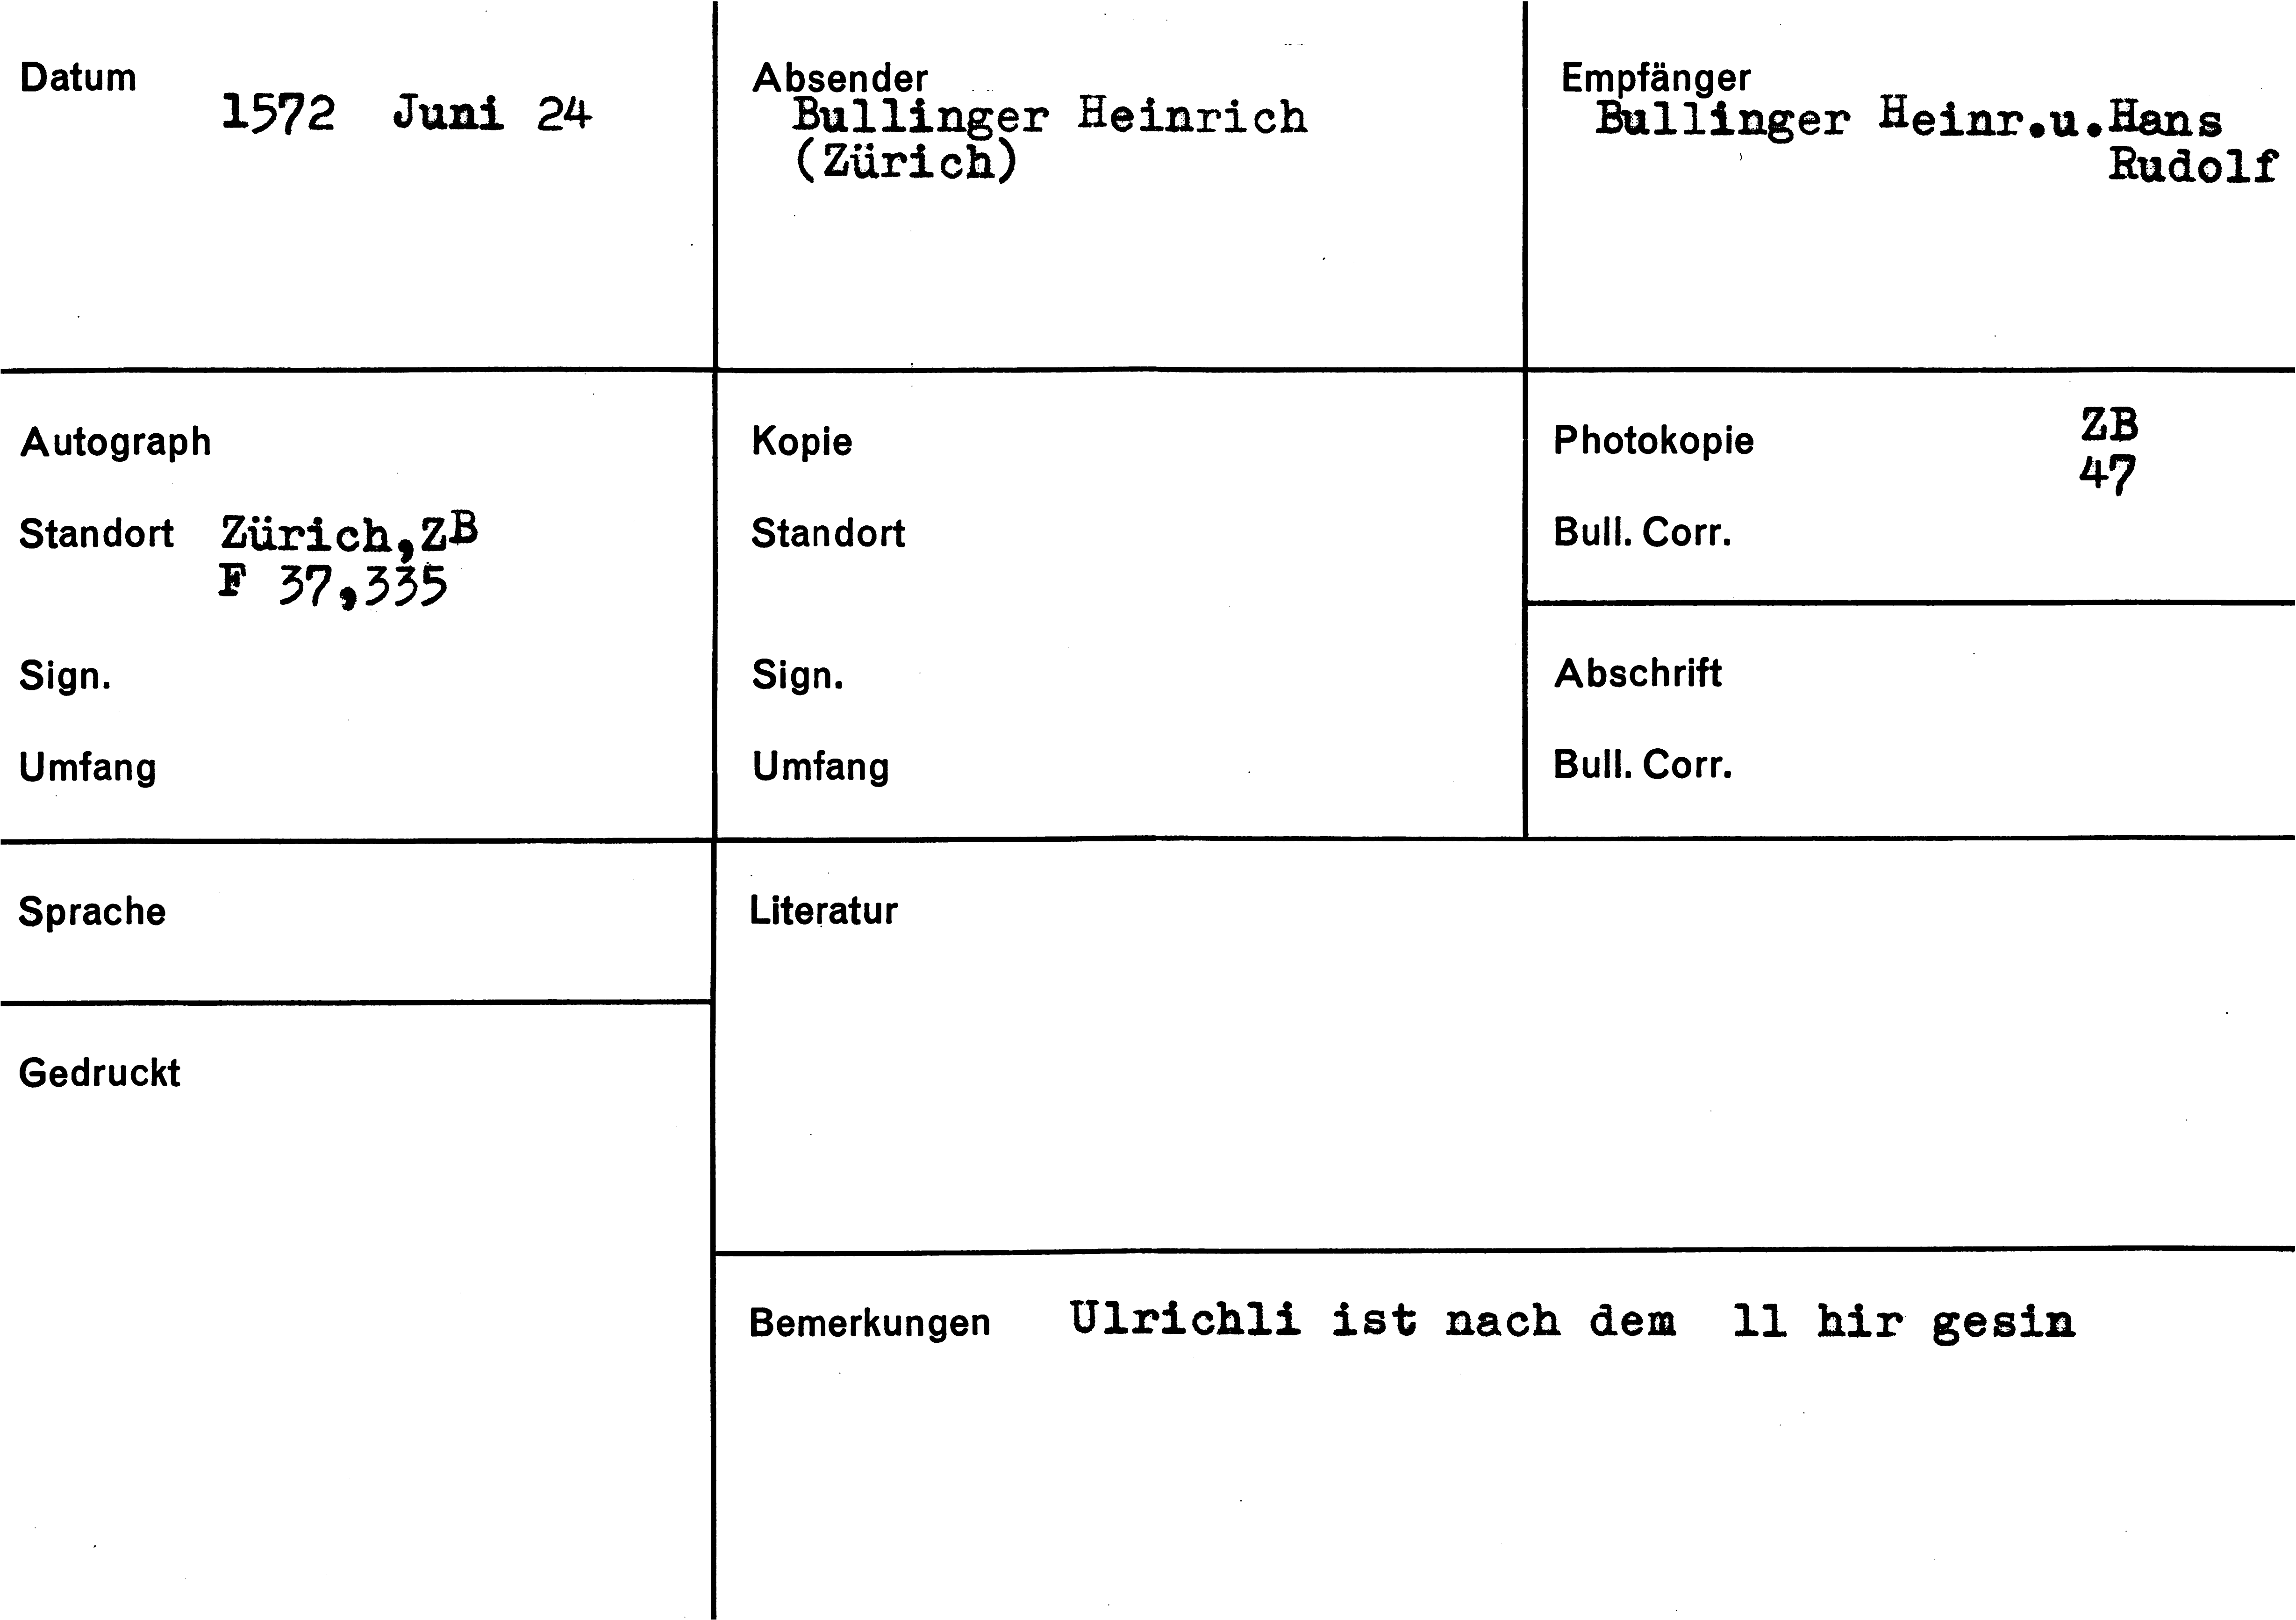 Datum
1572 Juni 24
Absender
Bullinger Heinrich
(Zürich)
Empfänger
Bullinger Heinr.u.Hans
Rudolf
Autograph
Standort Zürich,ZB
F 37,335
Sign.
Umfang
Kopie
Standort
Sign.
Umfang
Photokopie ZB
47
Bull. Corr.
Abschrift
Bull. Corr.
Sprache
Gedruckt
Literatur
Bemerkungen Ulrichli ist nach dem 11 hir gesin